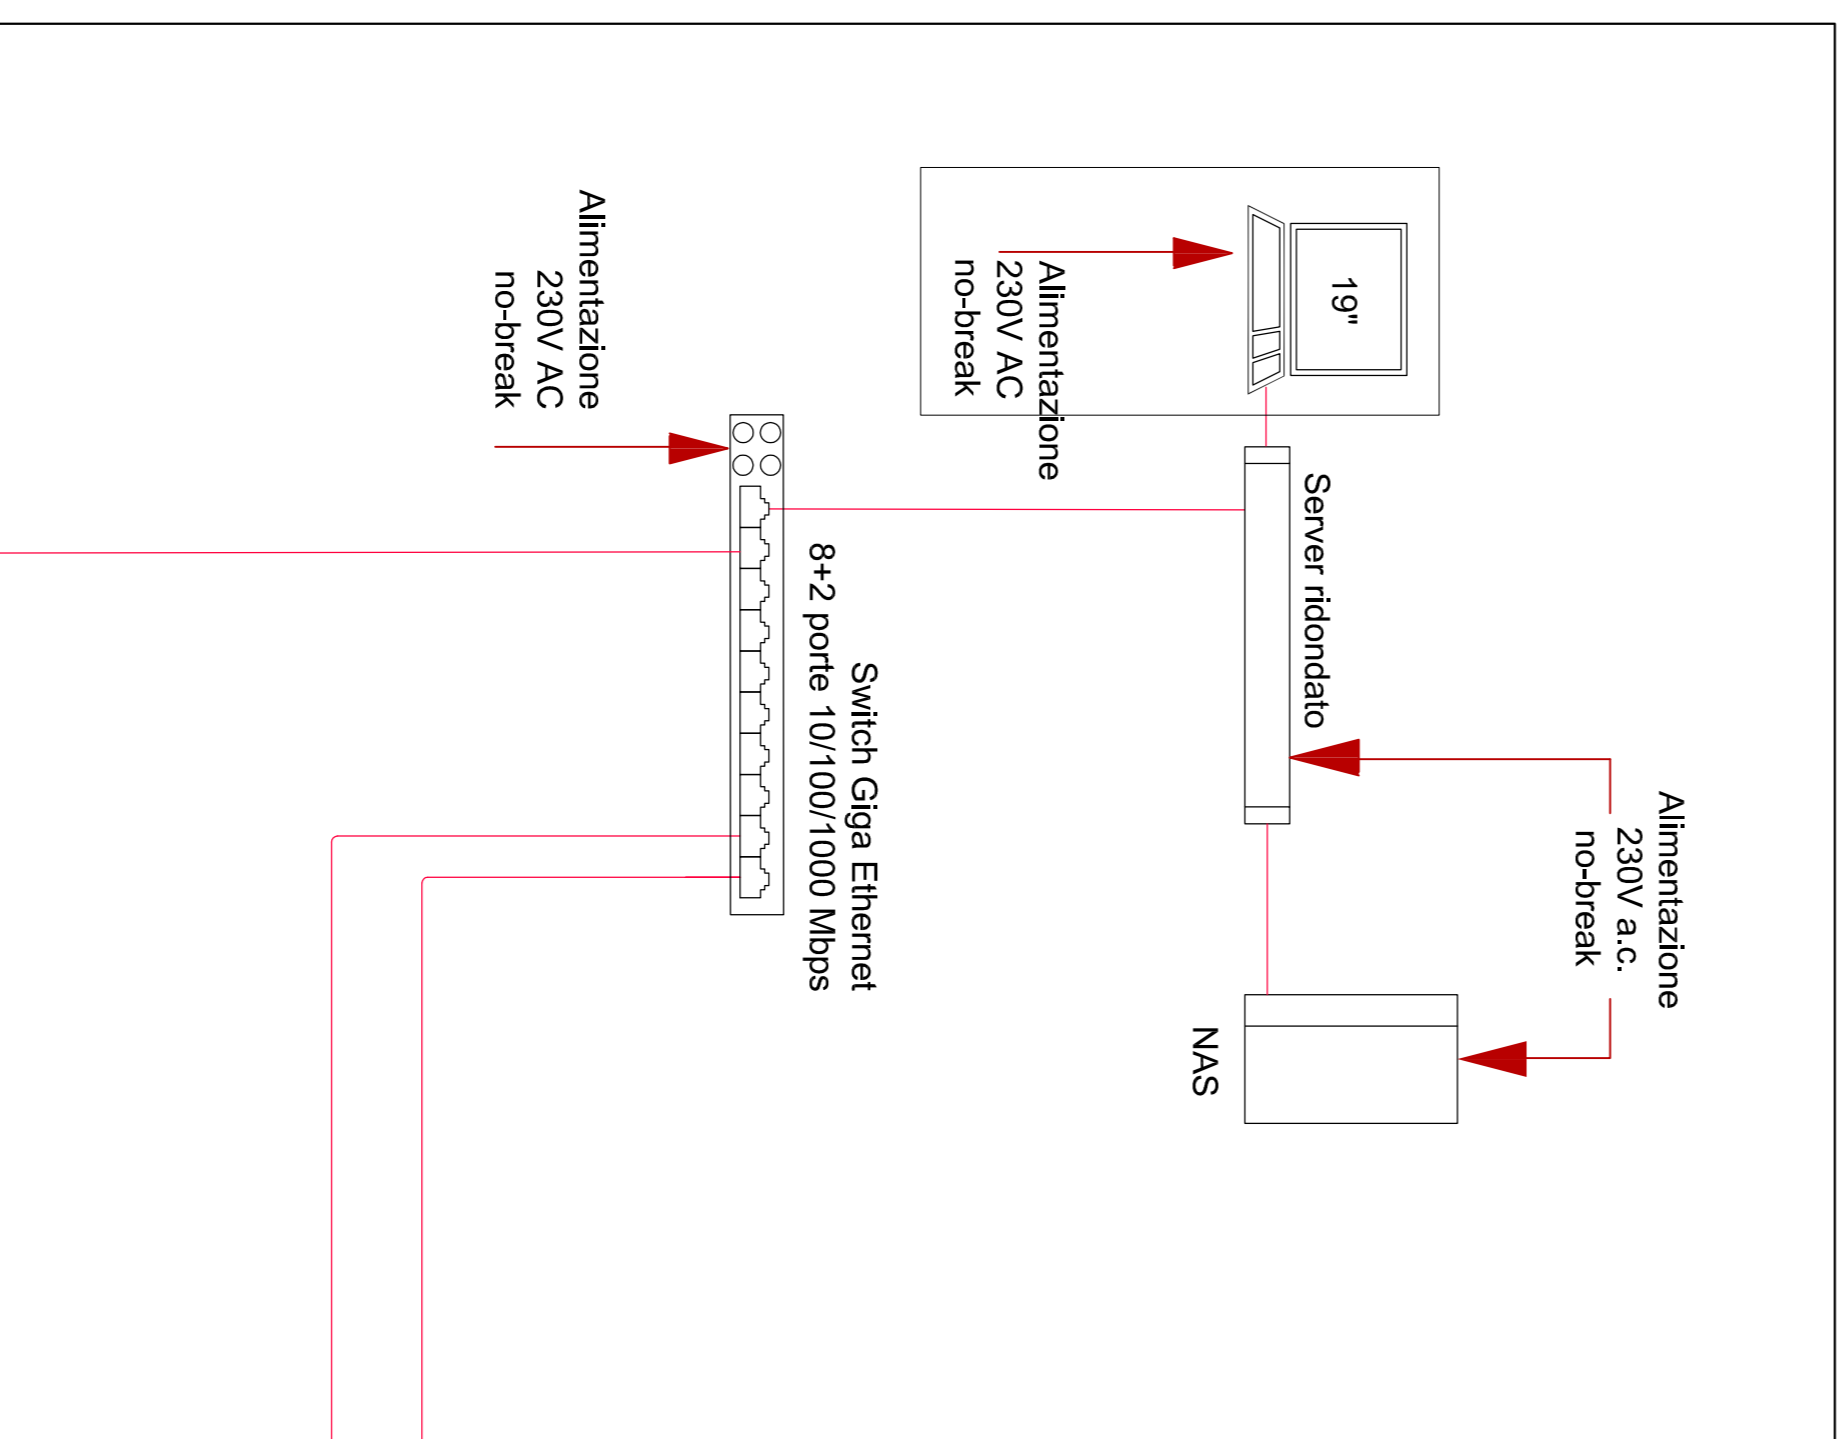 Alimentazione
230V a.c.
no-break
19"
Server ridondato
NAS
Alimentazione
230V AC
no-break
Switch Giga Ethernet
8+2 porte 10/100/1000 Mbps
Alimentazione
230V AC
no-break